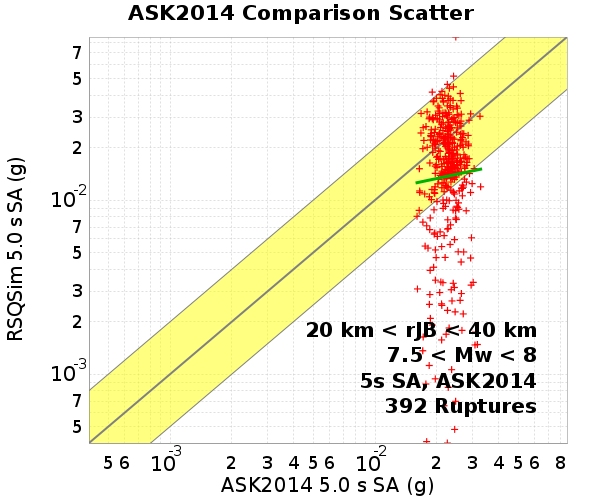 ASK2014 Comparison Scatter
RSQSim 5.0 s SA (g)
7
5
3
2
10-2
7
5
3
2
10-3
7
5
20 km < rJB < 40 km
7.5 < Mw < 8
5s SA, ASK2014
392 Ruptures
5 6 10-3 2 3 4 5 6 10-2 2 3 4 5 6 8
ASK2014 5.0 s SA (g)